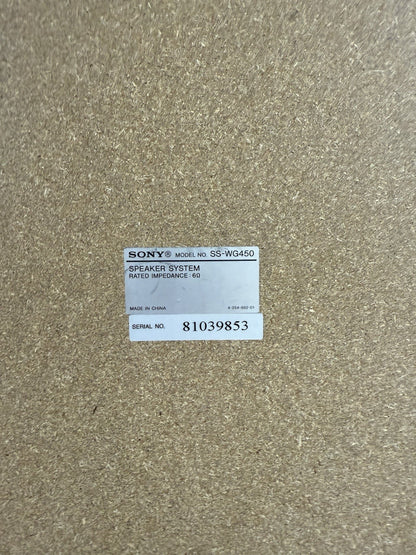 SONY® MODEL NO. SS-WG450
SPEAKER SYSTEM
RATED IMPEDANCE : 6Ω
MADE IN CHINA
SERIAL NO. 81039853